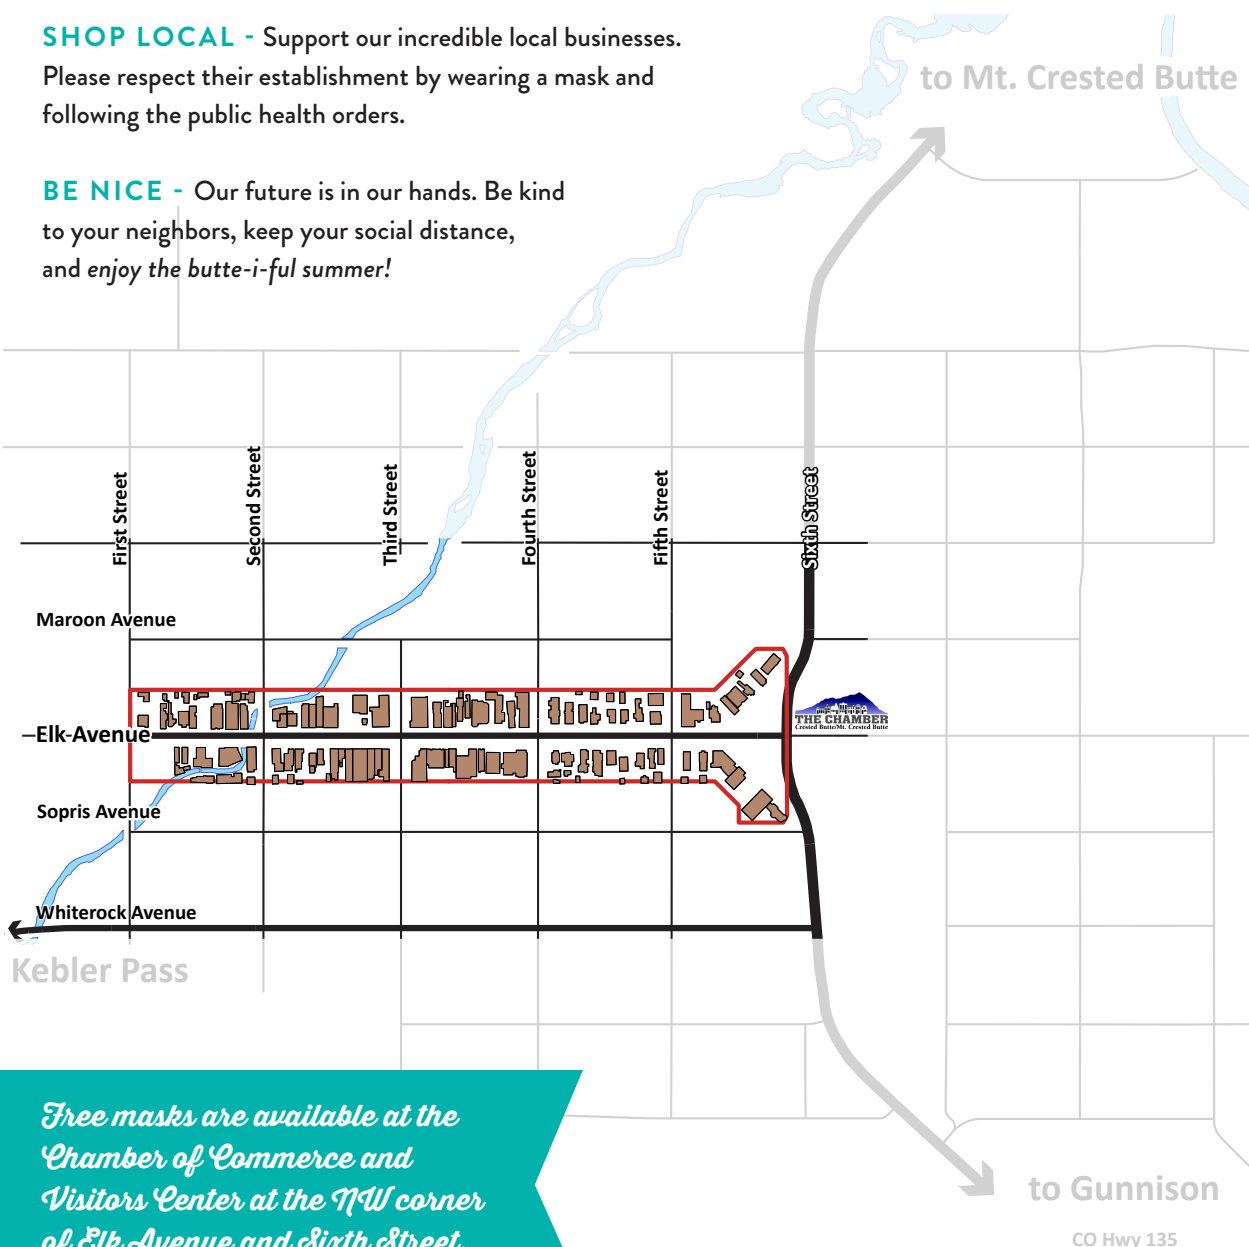 SHOP LOCAL - Support our incredible local businesses.
Please respect their establishment by wearing a mask and
following the public health orders.
BE NICE - Our future is in our hands. Be kind
to your neighbors, keep your social distance,
and enjoy the butte-i-ful summer!
to Mt. Crested Butte
First Street
Second Street
Third Street
Fourth Street
Fifth Street
Sixth Street
Maroon Avenue
THE CHAMBER
Crested Butte/Mt. Crested Butte
Elk Avenue
Sopris Avenue
Whiterock Avenue
Kebler Pass
Free masks are available at the
Chamber of Commerce and
Visitors Center at the NW corner
of Elk Avenue and Sixth Street.
to Gunnison
CO Hwy 135